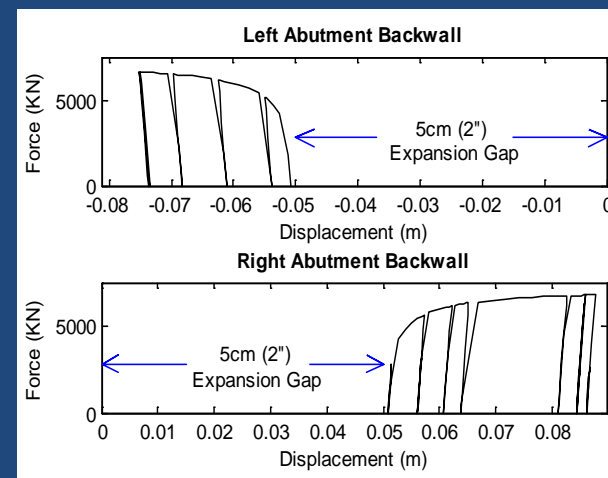 Left Abutment Backwall
Force (KN)
5000
0
5cm (2")
Expansion Gap
-0.08 -0.07 -0.06 -0.05 -0.04 -0.03 -0.02 -0.01 0
Displacement (m)
Right Abutment Backwall
Force (KN)
5000
0
5cm (2")
Expansion Gap
0 0.01 0.02 0.03 0.04 0.05 0.06 0.07 0.08
Displacement (m)